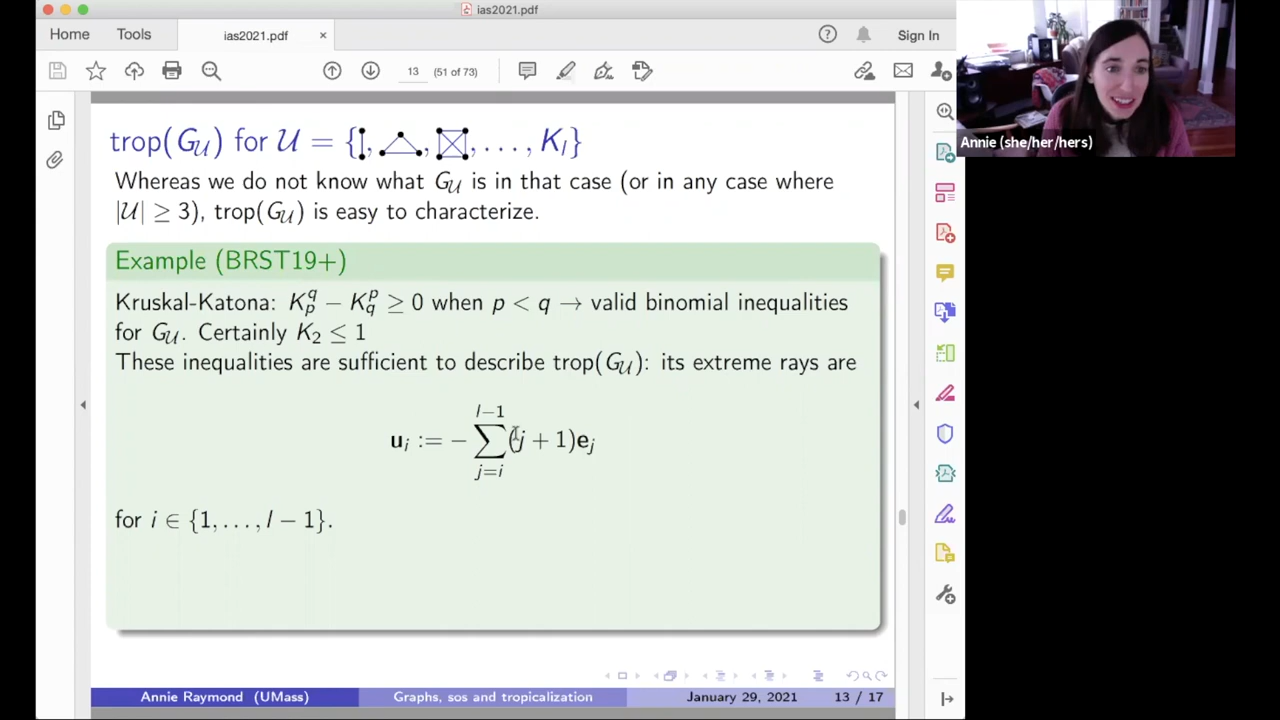 ias2021.pdf
Home
Tools
ias2021.pdf
×
Sign In
13
(51 of 73)
Annie (she/her/hers)
trop(G_𝒰) for 𝒰 = { , , , . . . , K_l}
Whereas we do not know what G_𝒰 is in that case (or in any case where
|𝒰| ≥ 3), trop(G_𝒰) is easy to characterize.
Example (BRST19+)
Kruskal-Katona: K_p^q − K_q^p ≥ 0 when p < q → valid binomial inequalities
for G_𝒰. Certainly K_2 ≤ 1
These inequalities are sufficient to describe trop(G_𝒰): its extreme rays are
u_i := − ∑_{j=i}^{l−1} (j + 1)e_j
for i ∈ {1, . . . , l − 1}.
Annie Raymond (UMass)
Graphs, sos and tropicalization
January 29, 2021
13 / 17